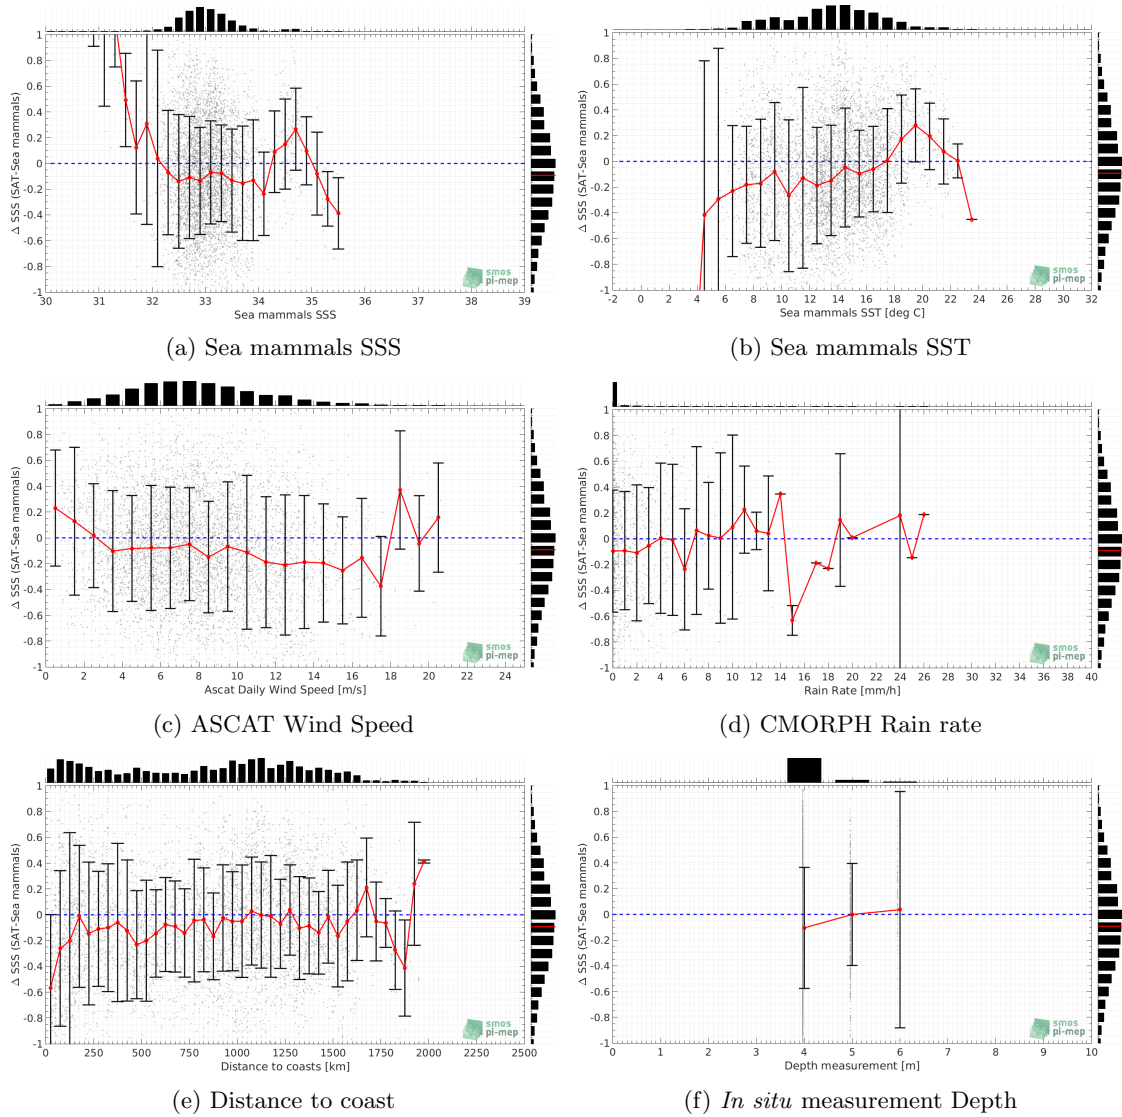 1
0.8
0.6
0.4
0.2
0
-0.2
-0.4
-0.6
-0.8
-1
Δ SSS (SAT-Sea mammals)
30 31 32 33 34 35 36 37 38 39
Sea mammals SSS
smos
pi-mep
(a) Sea mammals SSS
1
0.8
0.6
0.4
0.2
0
-0.2
-0.4
-0.6
-0.8
-1
Δ SSS (SAT-Sea mammals)
-2 0 2 4 6 8 10 12 14 16 18 20 22 24 26 28 30 32
Sea mammals SST [deg C]
smos
pi-mep
(b) Sea mammals SST
1
0.8
0.6
0.4
0.2
0
-0.2
-0.4
-0.6
-0.8
-1
Δ SSS (SAT-Sea mammals)
0 2 4 6 8 10 12 14 16 18 20 22 24
Ascat Daily Wind Speed [m/s]
smos
pi-mep
(c) ASCAT Wind Speed
1
0.8
0.6
0.4
0.2
0
-0.2
-0.4
-0.6
-0.8
-1
Δ SSS (SAT-Sea mammals)
0 2 4 6 8 10 12 14 16 18 20 22 24 26 28 30 32 34 36 38 40
Rain Rate [mm/h]
smos
pi-mep
(d) CMORPH Rain rate
1
0.8
0.6
0.4
0.2
0
-0.2
-0.4
-0.6
-0.8
-1
Δ SSS (SAT-Sea mammals)
0 250 500 750 1000 1250 1500 1750 2000 2250 2500
Distance to coasts [km]
smos
pi-mep
(e) Distance to coast
1
0.8
0.6
0.4
0.2
0
-0.2
-0.4
-0.6
-0.8
-1
Δ SSS (SAT-Sea mammals)
0 1 2 3 4 5 6 7 8 9 10
Depth measurement [m]
smos
pi-mep
(f) In situ measurement Depth